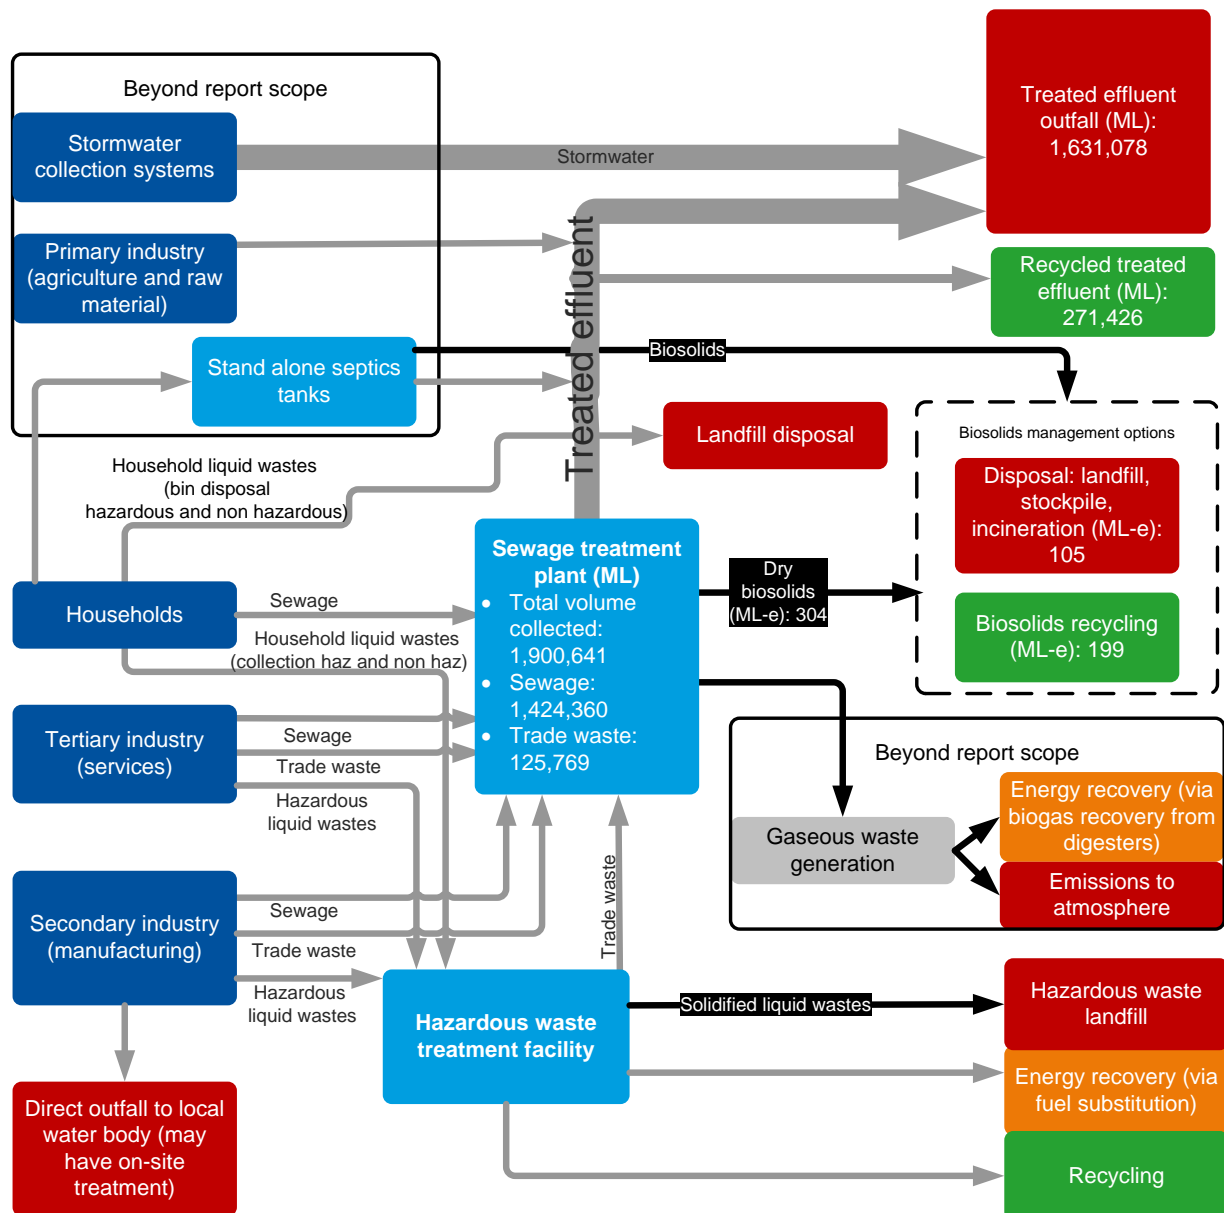 Beyond report scope
Stormwater
collection systems
Stormwater
Treated effluent
outfall (ML):
1,631,078
Primary industry
(agriculture and raw
material)
Treated effluent
Recycled treated
effluent (ML):
271,426
Stand alone septics
tanks
Biosolids
Biosolids management options
Landfill disposal
Household liquid wastes
(bin disposal
hazardous and non hazardous)
Disposal: landfill,
stockpile,
incineration (ML-e):
105
Biosolids recycling
(ML-e): 199
Sewage treatment
plant (ML)
• Total volume
collected:
1,900,641
• Sewage:
1,424,360
• Trade waste:
125,769
Dry
biosolids
(ML-e): 304
Households
Sewage
Household liquid wastes
(collection haz and non haz)
Tertiary industry
(services)
Sewage
Trade waste
Hazardous
liquid wastes
Beyond report scope
Gaseous waste
generation
Energy recovery (via
biogas recovery from
digesters)
Emissions to
atmosphere
Secondary industry
(manufacturing)
Sewage
Trade waste
Hazardous
liquid wastes
Trade waste
Hazardous waste
treatment facility
Solidified liquid wastes
Hazardous waste
landfill
Energy recovery (via
fuel substitution)
Recycling
Direct outfall to local
water body (may
have on-site
treatment)